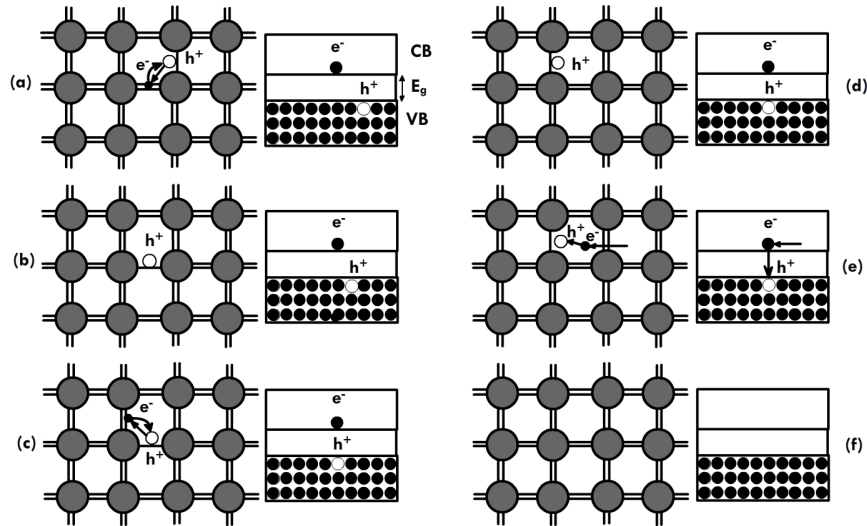 (a)
e⁻
h⁺
e⁻
CB
h⁺
E_g
VB
h⁺
e⁻
h⁺
(d)
(b)
h⁺
e⁻
h⁺
h⁺
e⁻
e⁻
h⁺
(e)
(c)
e⁻
h⁺
e⁻
h⁺
(f)